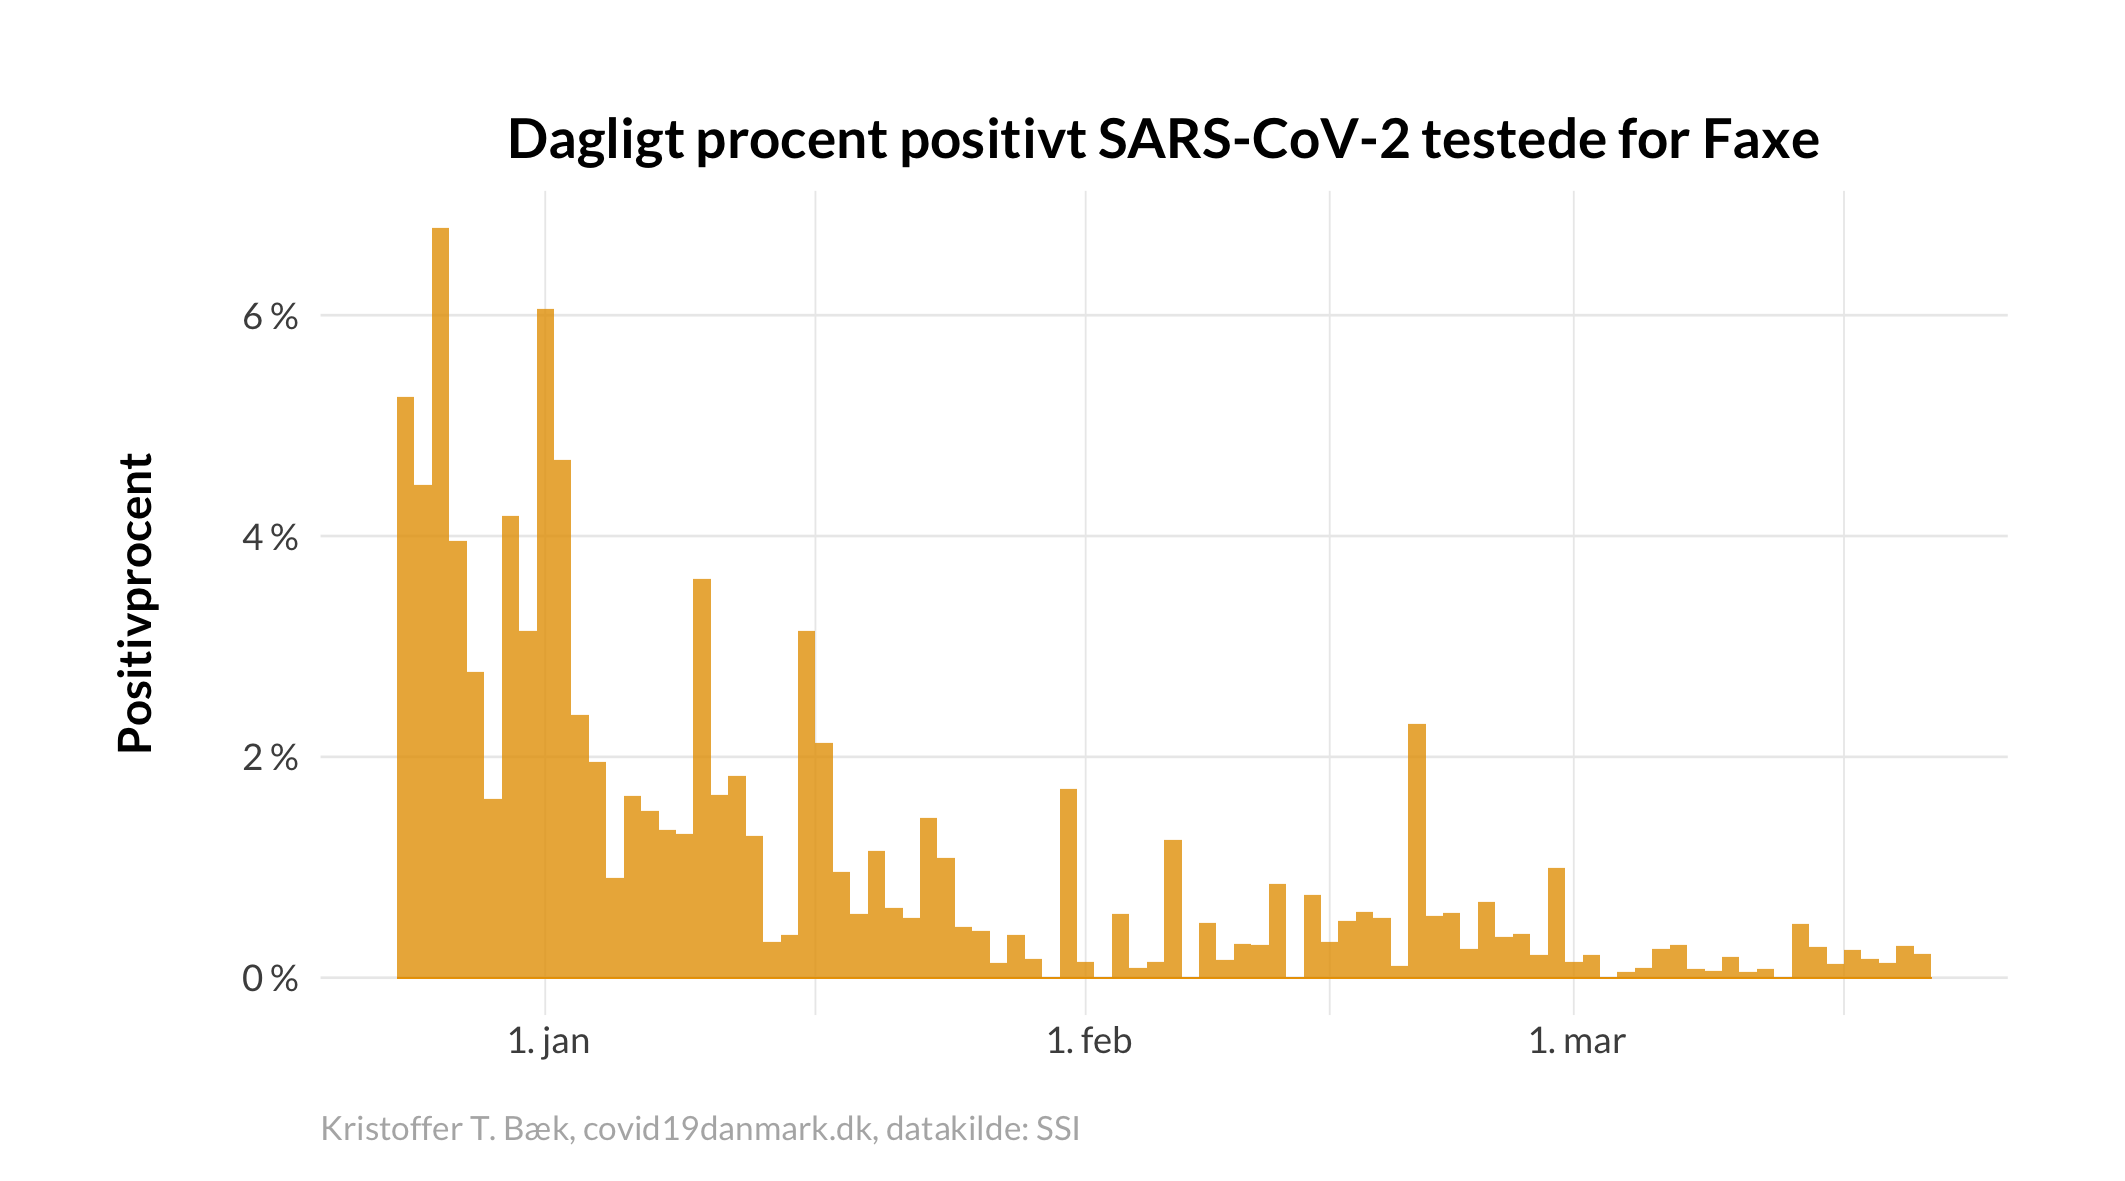 Dagligt procent positivt SARS-CoV-2 testede for Faxe
Positivprocent
6 %
4 %
2 %
0 %
1. jan
1. feb
1. mar
Kristoffer T. Bæk, covid19danmark.dk, datakilde: SSI